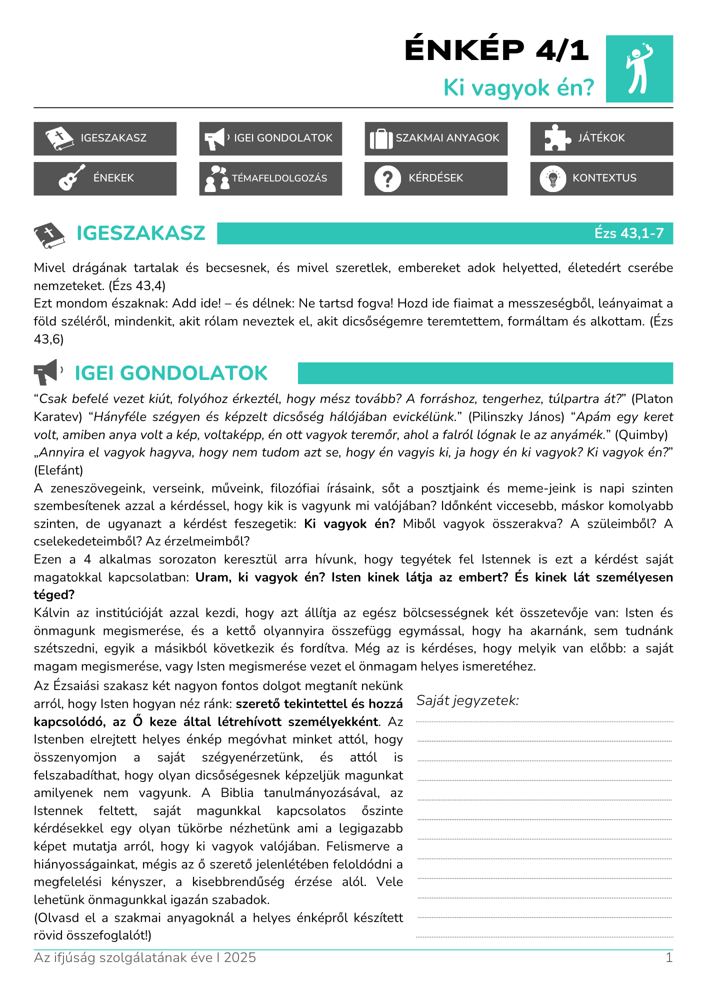 ÉNKÉP 4/1
Ki vagyok én?
IGESZAKASZ
IGEI GONDOLATOK
SZAKMAI ANYAGOK
JÁTÉKOK
ÉNEKEK
TÉMAFELDOLGOZÁS
KÉRDÉSEK
KONTEXTUS
IGESZAKASZ
Ézs 43,1-7
Mivel drágának tartalak és becsesnek, és mivel szeretlek, embereket adok helyetted, életedért cserébe
nemzeteket. (Ézs 43,4)
Ezt mondom északnak: Add ide! – és délnek: Ne tartsd fogva! Hozd ide fiaimat a messzeségből, leányaimat a
föld széléről, mindenkit, akit rólam neveztek el, akit dicsőségemre teremtettem, formáltam és alkottam. (Ézs
43,6)
IGEI GONDOLATOK
“Csak befelé vezet kiút, folyóhoz érkeztél, hogy mész tovább? A forráshoz, tengerhez, túlpartra át?” (Platon
Karatev) “Hányféle szégyen és képzelt dicsőség hálójában evickélünk.” (Pilinszky János) “Apám egy keret
volt, amiben anya volt a kép, voltaképp, én ott vagyok teremőr, ahol a falról lógnak le az anyámék.” (Quimby)
„Annyira el vagyok hagyva, hogy nem tudom azt se, hogy én vagyis ki, ja hogy én ki vagyok? Ki vagyok én?”
(Elefánt)
A zeneszövegeink, verseink, műveink, filozófiai írásaink, sőt a posztjaink és meme-jeink is napi szinten
szembesítenek azzal a kérdéssel, hogy kik is vagyunk mi valójában? Időnként viccesebb, máskor komolyabb
szinten, de ugyanazt a kérdést feszegetik: Ki vagyok én? Miből vagyok összerakva? A szüleimből? A
cselekedeteimből? Az érzelmeimből?
Ezen a 4 alkalmas sorozaton keresztül arra hívunk, hogy tegyétek fel Istennek is ezt a kérdést saját
magatokkal kapcsolatban: Uram, ki vagyok én? Isten kinek látja az embert? És kinek lát személyesen
téged?
Kálvin az institúcióját azzal kezdi, hogy azt állítja az egész bölcsességnek két összetevője van: Isten és
önmagunk megismerése, és a kettő olyannyira összefügg egymással, hogy ha akarnánk, sem tudnánk
szétszedni, egyik a másikból következik és fordítva. Még az is kérdéses, hogy melyik van előbb: a saját
magam megismerése, vagy Isten megismerése vezet el önmagam helyes ismeretéhez.
Az Ézsaiási szakasz két nagyon fontos dolgot megtanít nekünk
arról, hogy Isten hogyan néz ránk: szerető tekintettel és hozzá
kapcsolódó, az Ő keze által létrehívott személyekként. Az
Istenben elrejtett helyes énkép megóvhat minket attól, hogy
összenyomjon a saját szégyenérzetünk, és attól is
felszabadíthat, hogy olyan dicsőségesnek képzeljük magunkat
amilyenek nem vagyunk. A Biblia tanulmányozásával, az
Istennek feltett, saját magunkkal kapcsolatos őszinte
kérdésekkel egy olyan tükörbe nézhetünk ami a legigazabb
képet mutatja arról, hogy ki vagyok valójában. Felismerve a
hiányosságainkat, mégis az ő szerető jelenlétében feloldódni a
megfelelési kényszer, a kisebbrendűség érzése alól. Vele
lehetünk önmagunkkal igazán szabadok.
(Olvasd el a szakmai anyagoknál a helyes énképről készített
rövid összefoglalót!)
Saját jegyzetek:
Az ifjúság szolgálatának éve I 2025
1